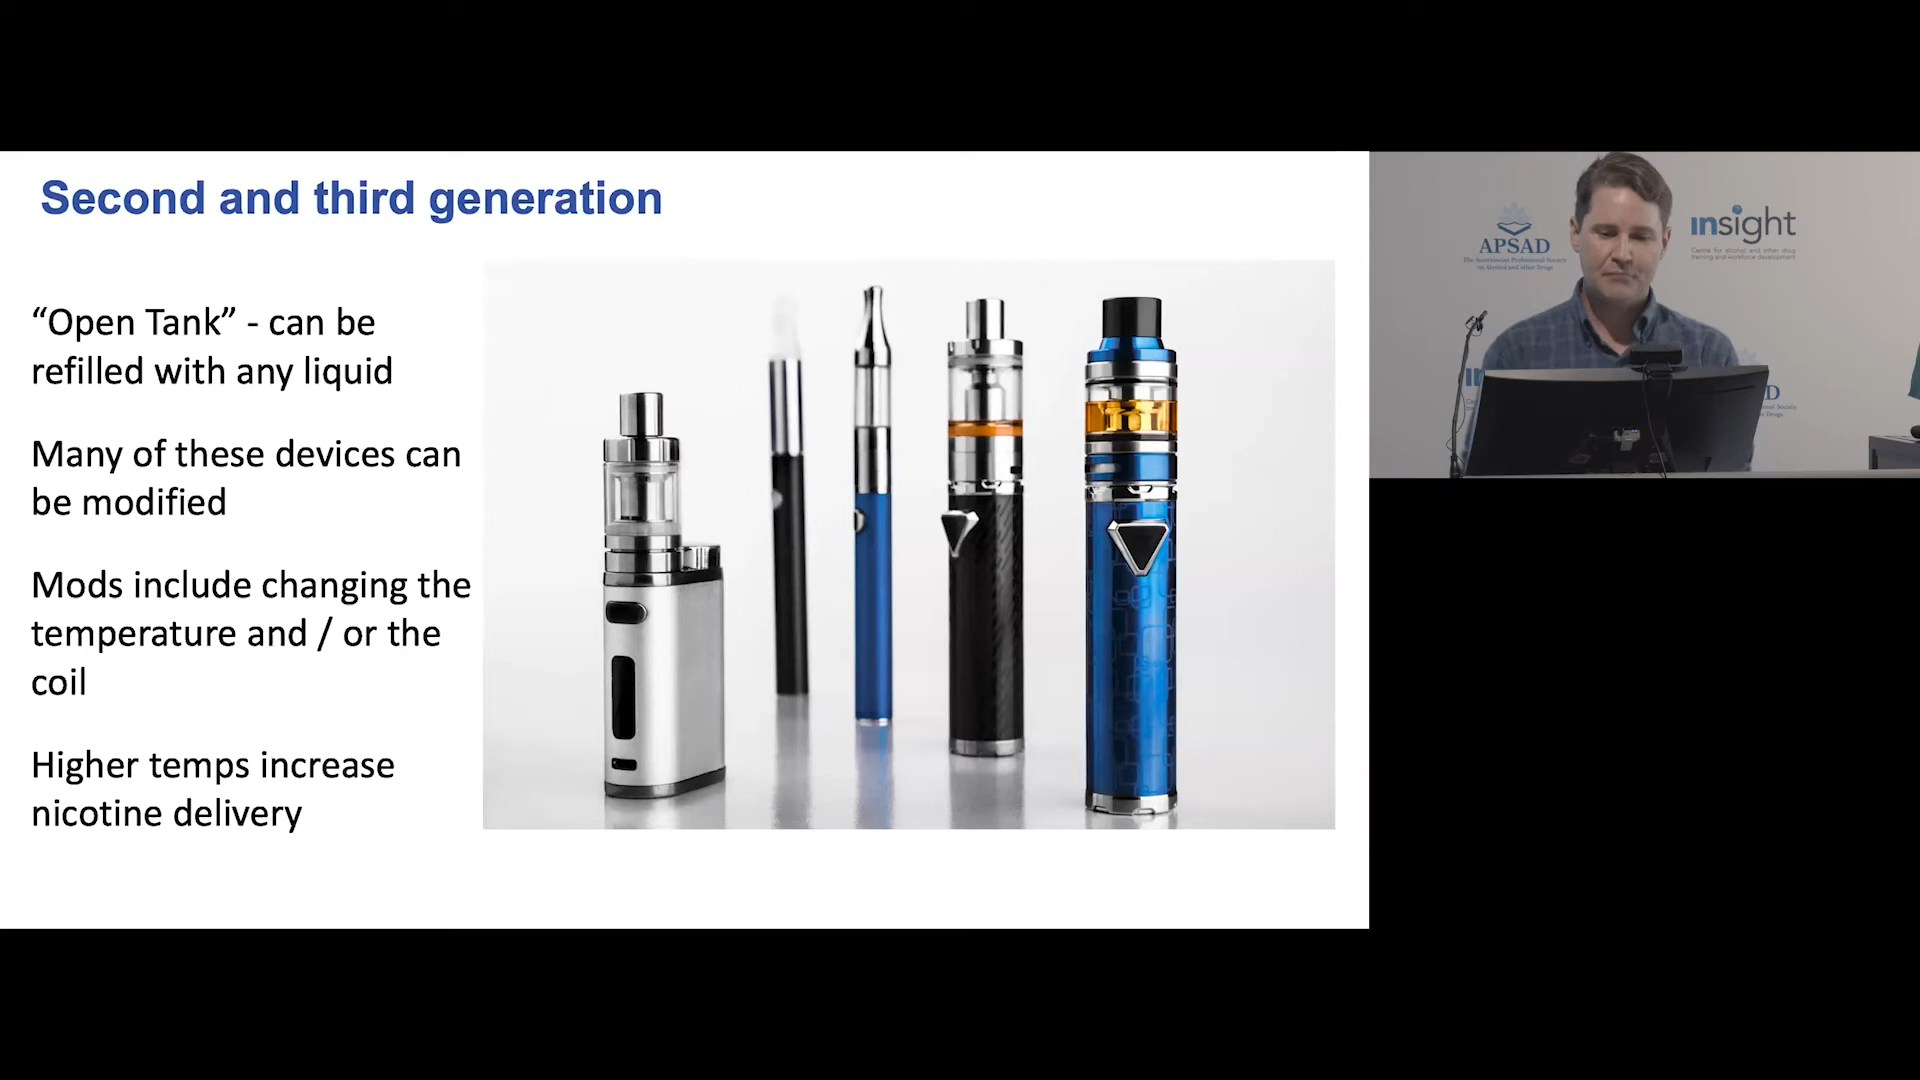 Second and third generation
“Open Tank” - can be
refilled with any liquid
Many of these devices can
be modified
Mods include changing the
temperature and / or the
coil
Higher temps increase
nicotine delivery
APSAD
The Australasian Professional Society
on Alcohol and other Drugs
insight
Centre for alcohol and other drug
training and workforce development